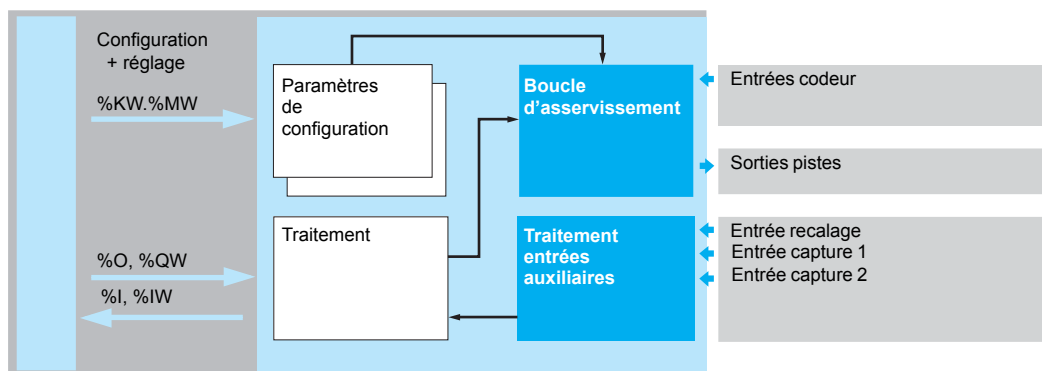 Configuration
+ réglage
%KW.%MW
%O, %QW
%I, %IW
Paramètres
de
configuration
Traitement
Boucle
d'asservissement
Traitement
entrées
auxiliaires
Entrées codeur
Sorties pistes
Entrée recalage
Entrée capture 1
Entrée capture 2